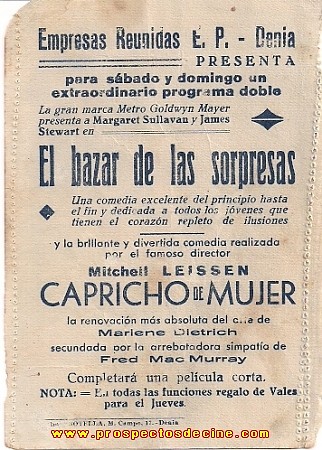 Empresas Reunidas E. P. - Denia
PRESENTA
para sábado y domingo un
extraordinario programa doble
La gran marca Metro Goldwyn Mayer
presenta a Margaret Sullavan y James
Stewart en
El bazar de las sorpresas
Una comedia excelente del principio hasta
el fin y dedicada a todos los jóvenes que
tienen el corazón repleto de ilusiones
y la brillante y divertida comedia realizada
por el famoso director
Mitchell LEISSEN
CAPRICHO DE MUJER
la renovación más absoluta del de
Marlene Dietrich
secundada por la arrebatadora simpatía de
Fred Mac Murray
Completará una película corta.
NOTA: = En todas las funciones regalo de Vales
para el Jueves.
M. Campo, -Denia
www.prospectosdecine.com